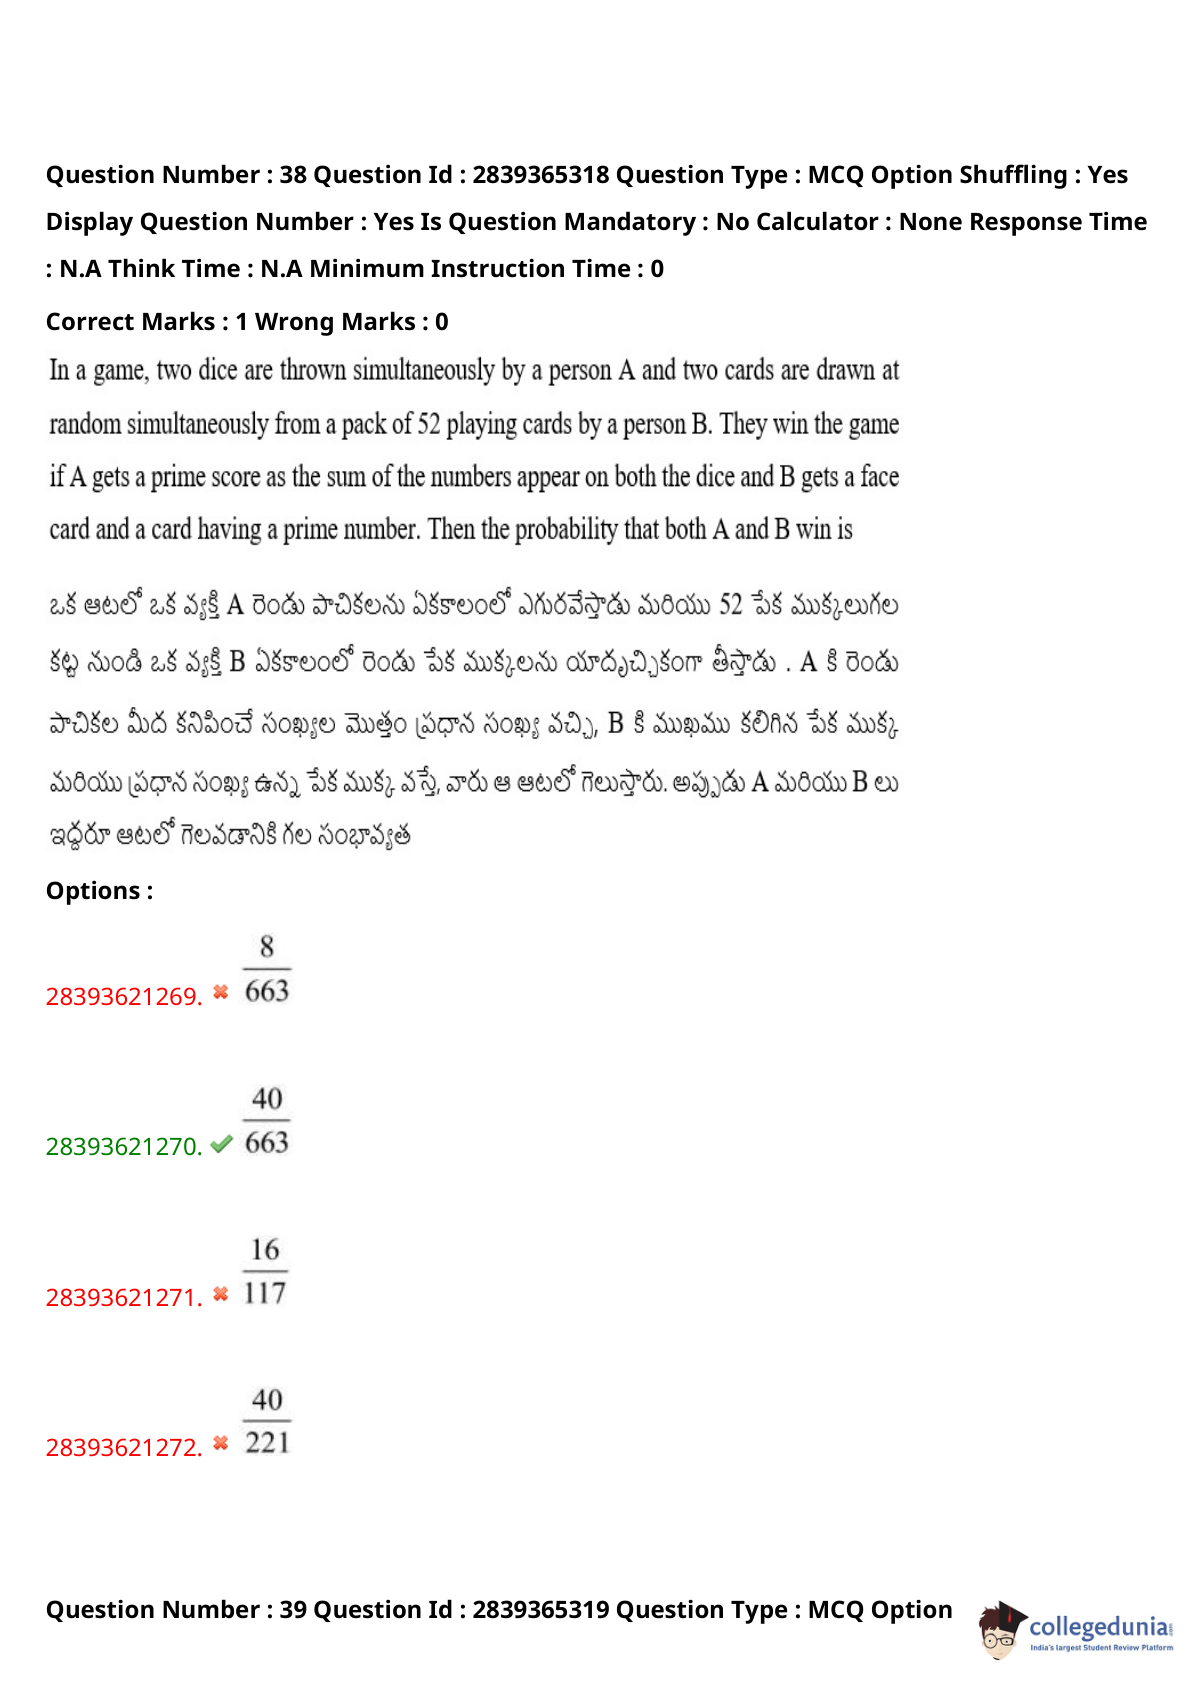 Question Number : 38 Question Id : 2839365318 Question Type : MCQ Option Shuffling : Yes
Display Question Number : Yes Is Question Mandatory : No Calculator : None Response Time
: N.A Think Time : N.A Minimum Instruction Time : 0
Correct Marks : 1 Wrong Marks : 0
In a game, two dice are thrown simultaneously by a person A and two cards are drawn at
random simultaneously from a pack of 52 playing cards by a person B. They win the game
if A gets a prime score as the sum of the numbers appear on both the dice and B gets a face
card and a card having a prime number. Then the probability that both A and B win is
ఒక ఆటలో ఒక వ్యక్తి A రెండు పాచికలను ఏకకాలంలో ఎగురవేస్తాడు మరియు 52 పేక ముక్కలుగల
కట్ట నుండి ఒక వ్యక్తి B ఏకకాలంలో రెండు పేక ముక్కలను యాదృచ్ఛికంగా తీస్తాడు . A కి రెండు
పాచికల మీద కనిపించే సంఖ్యల మొత్తం ప్రధాన సంఖ్య వచ్చి, B కి ముఖము కలిగిన పేక ముక్క
మరియు ప్రధాన సంఖ్య ఉన్న పేక ముక్క వస్తే, వారు ఆ ఆటలో గెలుస్తారు. అప్పుడు A మరియు B లు
ఇద్దరూ ఆటలో గెలవడానికి గల సంభావ్యత
Options :
8
663
28393621269.
40
663
28393621270.
16
117
28393621271.
40
221
28393621272.
Question Number : 39 Question Id : 2839365319 Question Type : MCQ Option
collegedunia.com
India's largest Student Review Platform